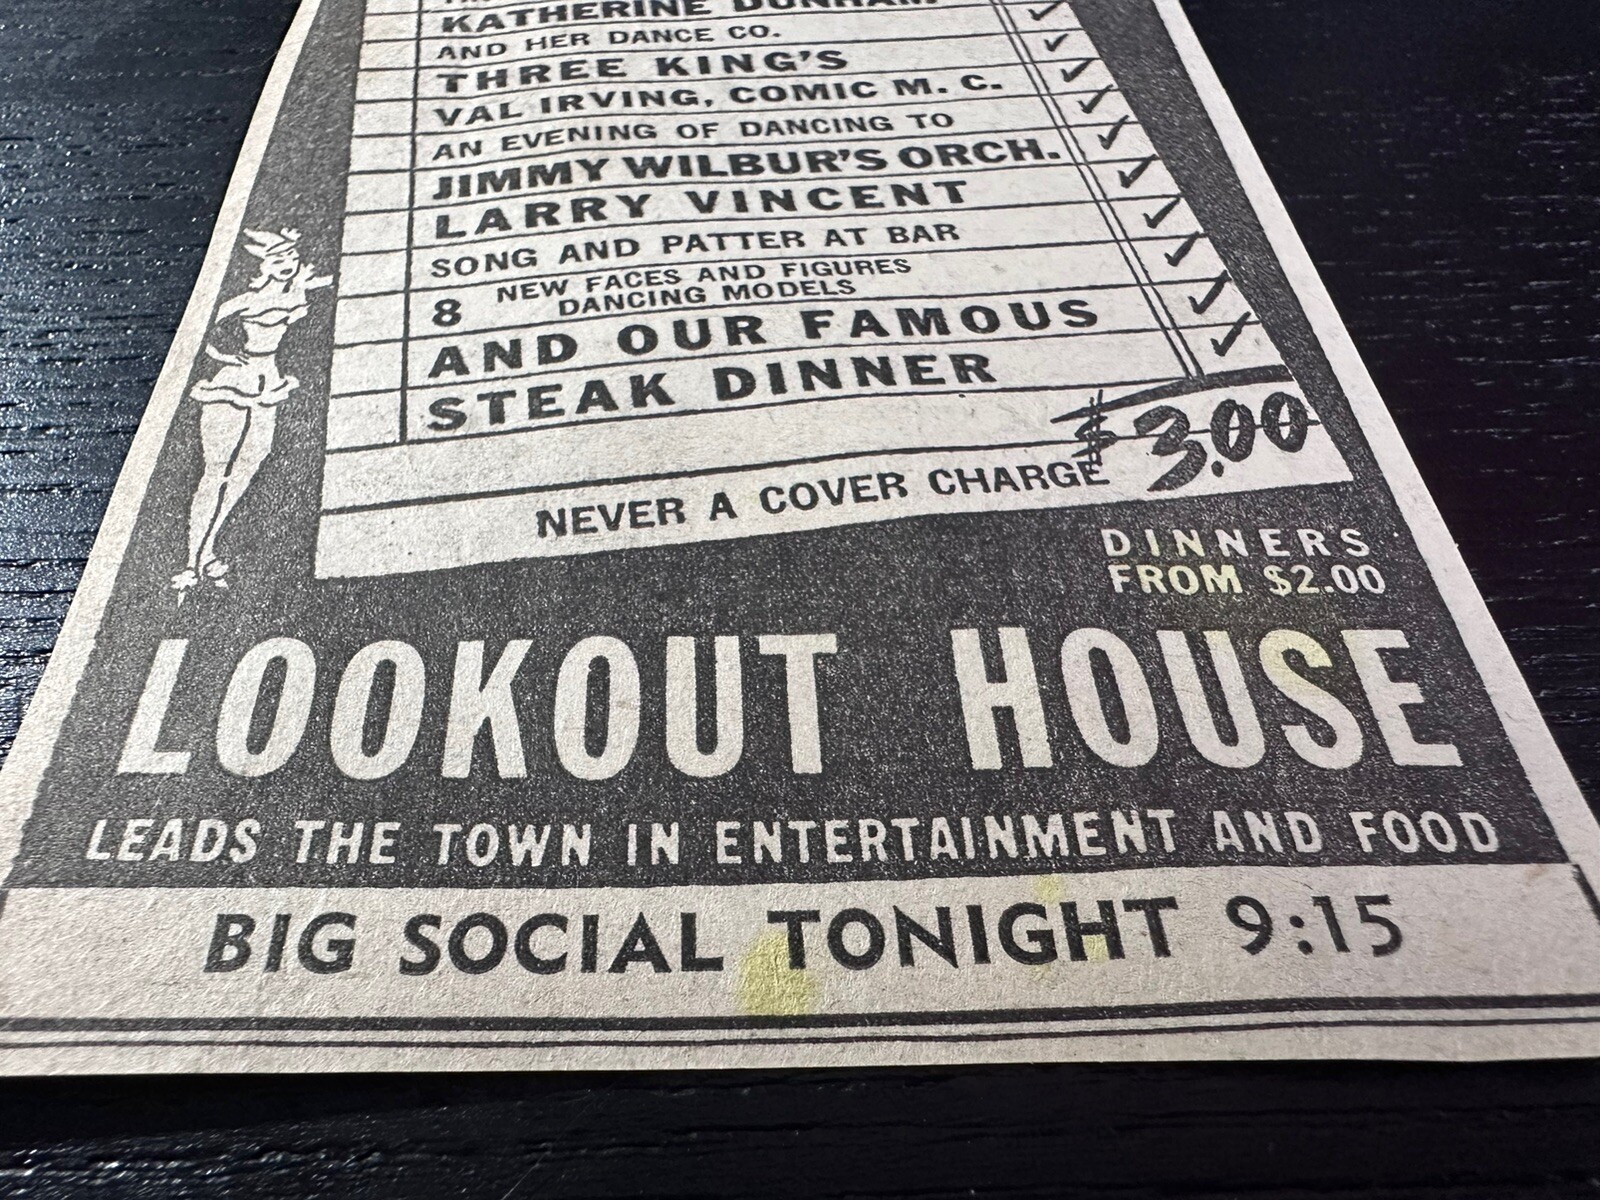 KATHERINE DUNHAM
AND HER DANCE CO.
THREE KING'S
VAL IRVING, COMIC M. C.
AN EVENING OF DANCING TO
JIMMY WILBUR'S ORCH.
LARRY VINCENT
SONG AND PATTER AT BAR
8 NEW FACES AND FIGURES
DANCING MODELS
AND OUR FAMOUS
STEAK DINNER
$3.00
NEVER A COVER CHARGE
DINNERS
FROM $2.00
LOOKOUT HOUSE
LEADS THE TOWN IN ENTERTAINMENT AND FOOD
BIG SOCIAL TONIGHT 9:15